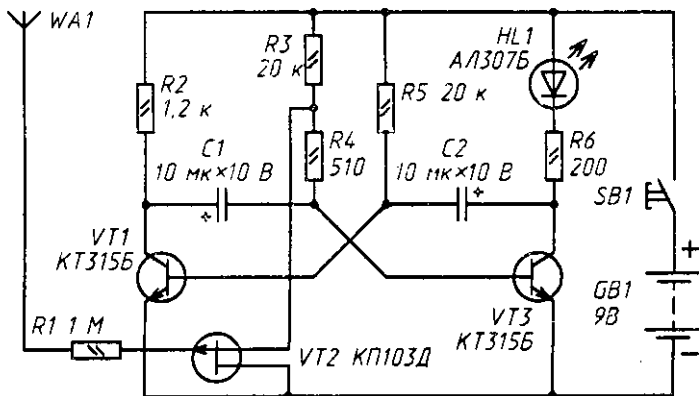 WA1
R3
20 к
HL1
АЛ307Б
R2
1,2 к
R5 20 к
C1
10 мк×10 В
R4
510
C2
10 мк×10 В
R6
200
SB1
VT1
КТ315Б
+
GB1
9В
R1 1 М
VT2 КП103Д
VT3
КТ315Б
−